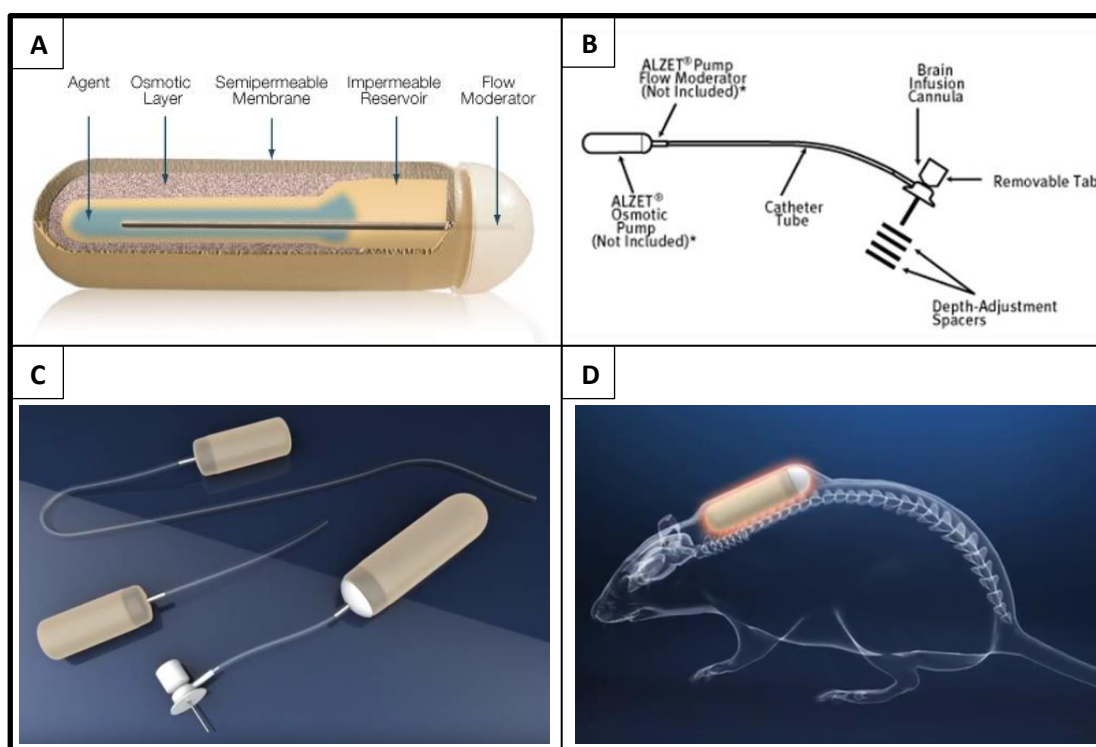 A
Agent
Osmotic
Layer
Semipermeable
Membrane
Impermeable
Reservoir
Flow
Moderator
B
ALZET® Pump
Flow Moderator
(Not Included)*
Brain
Infusion
Cannula
Removable Tab
ALZET®
Osmotic
Pump
(Not Included)*
Catheter
Tube
Depth-Adjustment
Spacers
C
D